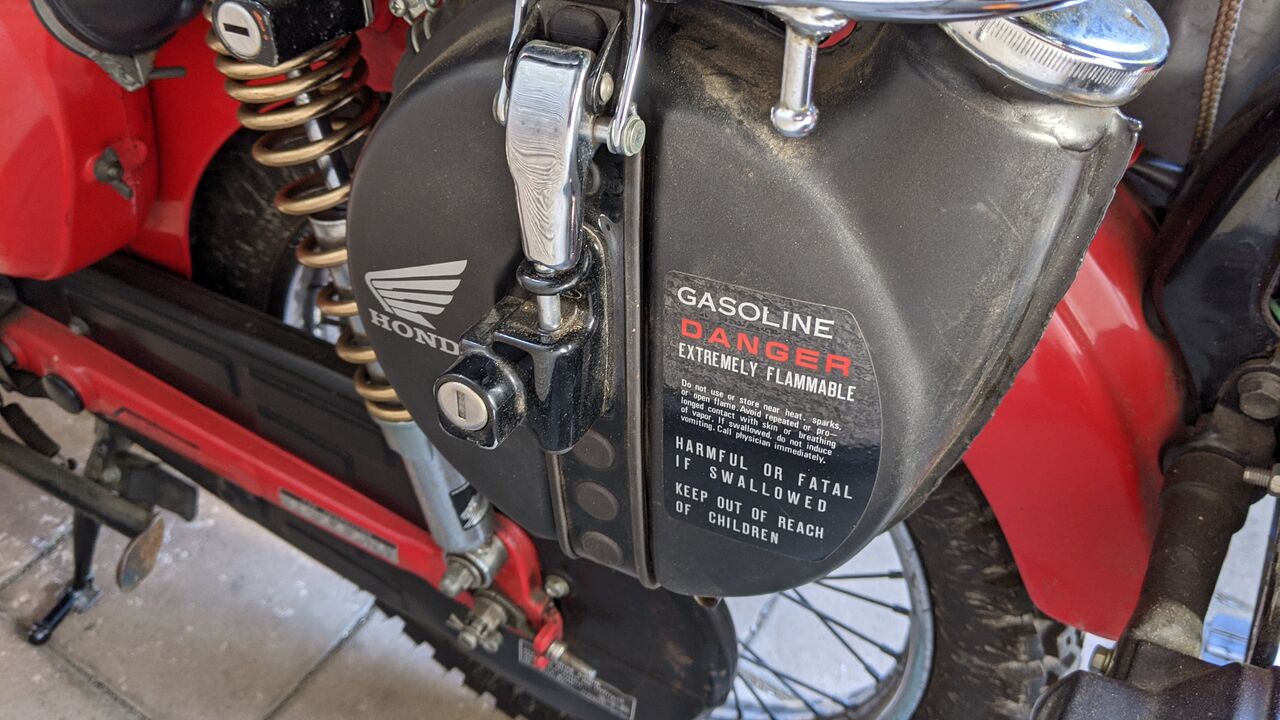 HOND
GASOLINE
DANGER
EXTREMELY FLAMMABLE
Do not use or store near heat, sparks,
or open flame. Avoid repeated or pro-
longed contact with skin or breathing
of vapor. If swallowed, do not induce
vomiting. Call physician immediately.
HARMFUL OR FATAL
IF SWALLOWED
KEEP OUT OF REACH
OF CHILDREN